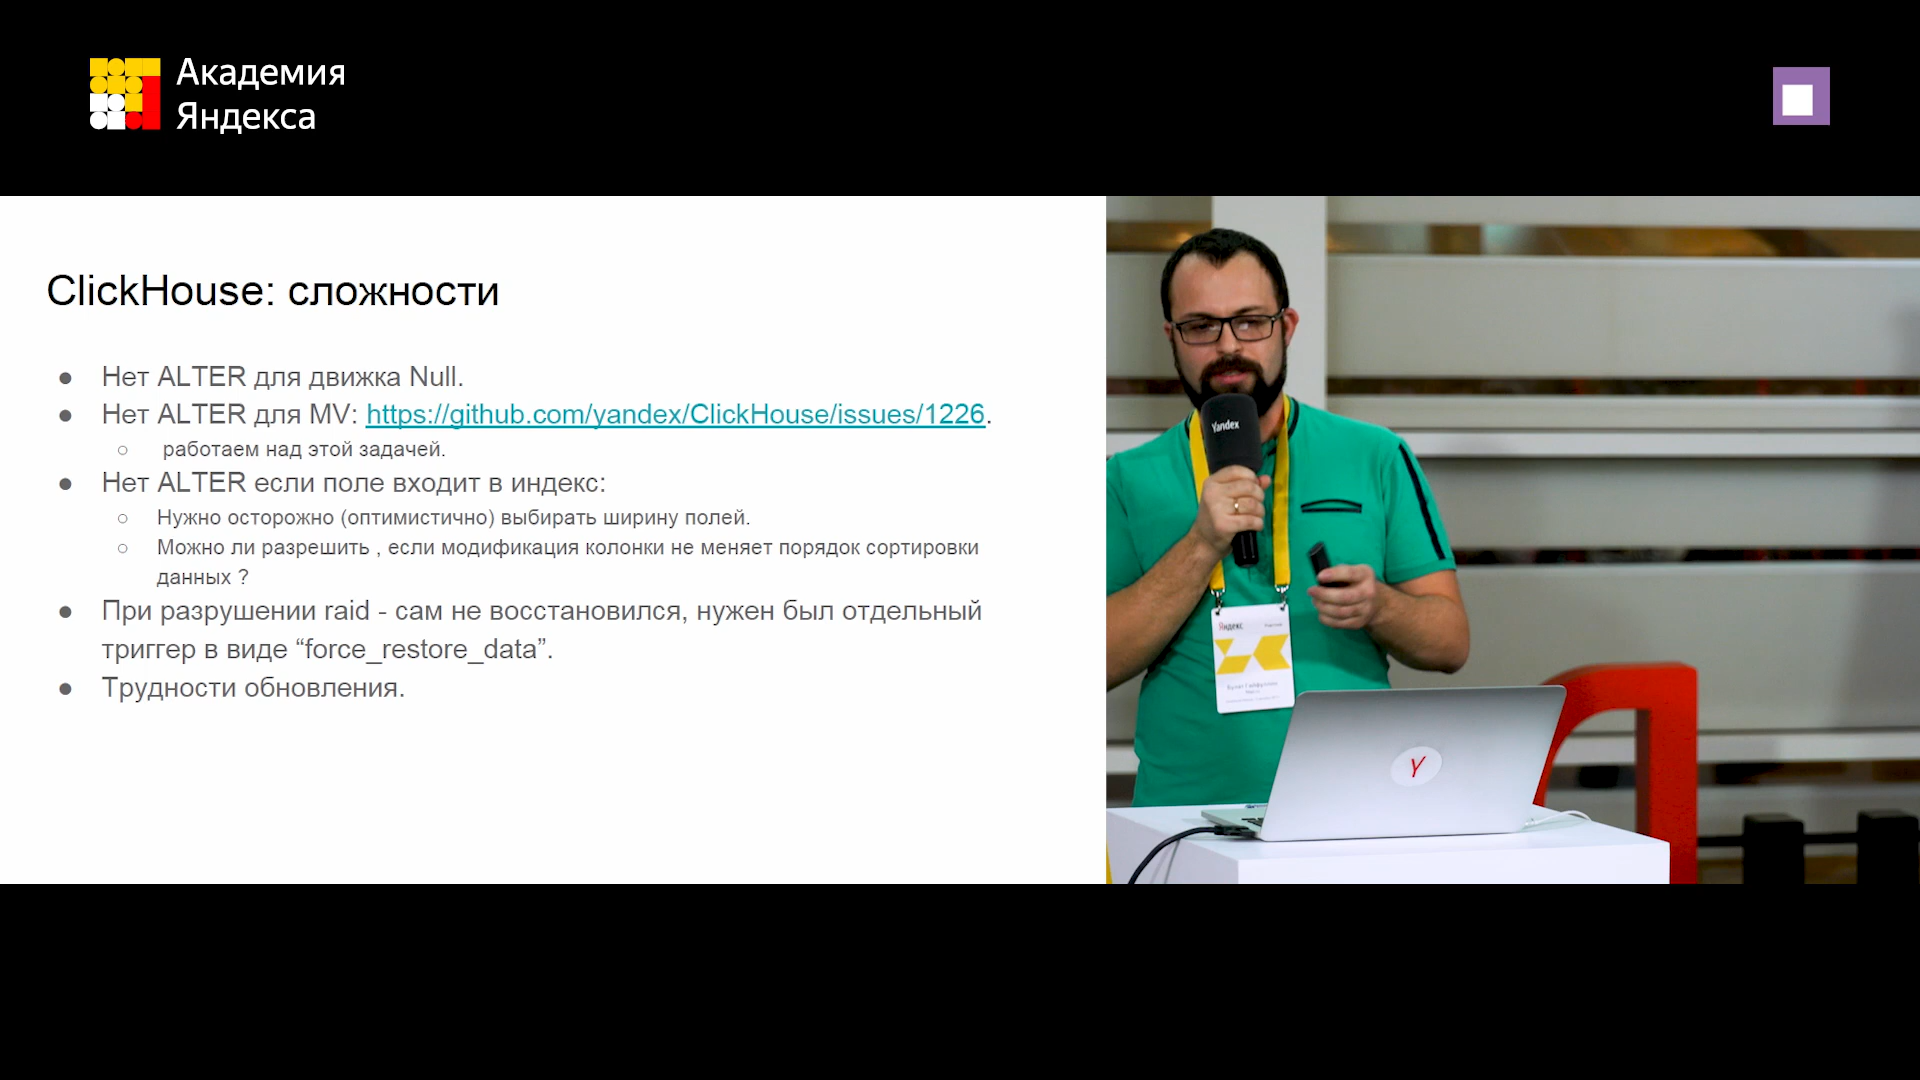 Академия
Яндекса
ClickHouse: сложности
● Нет ALTER для движка Null.
● Нет ALTER для MV: https://github.com/yandex/ClickHouse/issues/1226.
○ работаем над этой задачей.
● Нет ALTER если поле входит в индекс:
○ Нужно осторожно (оптимистично) выбирать ширину полей.
○ Можно ли разрешить , если модификация колонки не меняет порядок сортировки
данных ?
● При разрушении raid - сам не восстановился, нужен был отдельный
триггер в виде “force_restore_data”.
● Трудности обновления.
Yandex
Яндекс
Y